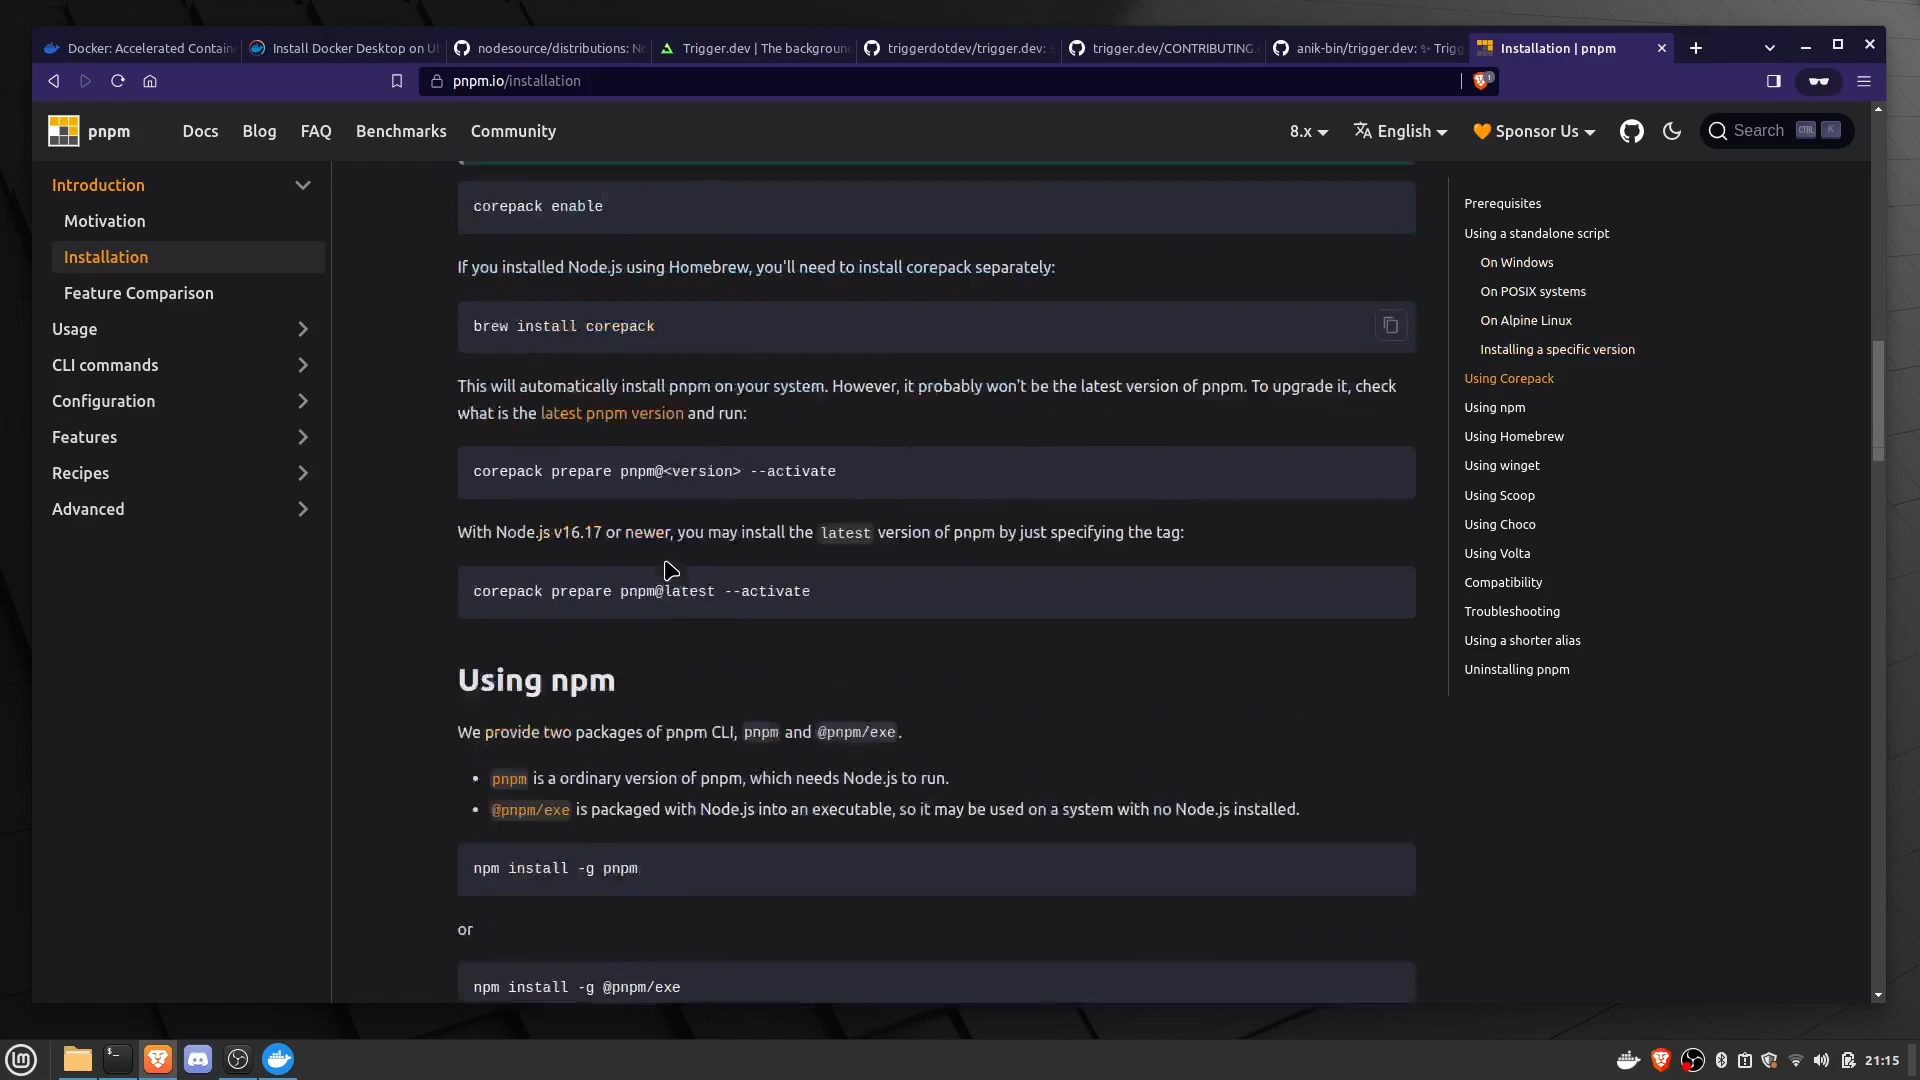 Docker: Accelerated Contain
Install Docker Desktop on U
nodesource/distributions: No
Trigger.dev | The backgroun
triggerdotdev/trigger.dev:
trigger.dev/CONTRIBUTING.
anik-bin/trigger.dev: ✨ Trigg
Installation | pnpm
pnpm.io/installation
1
pnpm
Docs
Blog
FAQ
Benchmarks
Community
8.x
English
🧡 Sponsor Us
Search
CTRL
K
Introduction
Motivation
Installation
Feature Comparison
Usage
CLI commands
Configuration
Features
Recipes
Advanced
corepack enable
If you installed Node.js using Homebrew, you'll need to install corepack separately:
brew install corepack
This will automatically install pnpm on your system. However, it probably won't be the latest version of pnpm. To upgrade it, check
what is the latest pnpm version and run:
corepack prepare pnpm@<version> --activate
With Node.js v16.17 or newer, you may install the latest version of pnpm by just specifying the tag:
corepack prepare pnpm@latest --activate
Using npm
We provide two packages of pnpm CLI, pnpm and @pnpm/exe.
• pnpm is a ordinary version of pnpm, which needs Node.js to run.
• @pnpm/exe is packaged with Node.js into an executable, so it may be used on a system with no Node.js installed.
npm install -g pnpm
or
npm install -g @pnpm/exe
Prerequisites
Using a standalone script
On Windows
On POSIX systems
On Alpine Linux
Installing a specific version
Using Corepack
Using npm
Using Homebrew
Using winget
Using Scoop
Using Choco
Using Volta
Compatibility
Troubleshooting
Using a shorter alias
Uninstalling pnpm
21:15